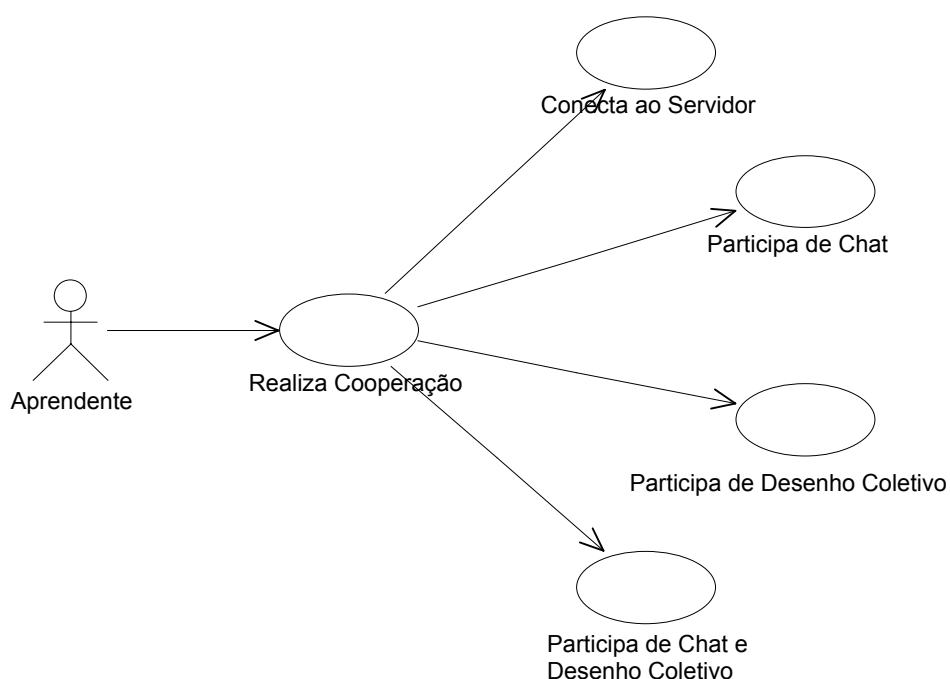 Conecta ao Servidor
Participa de Chat
Realiza Cooperação
Aprendente
Participa de Desenho Coletivo
Participa de Chat e
Desenho Coletivo